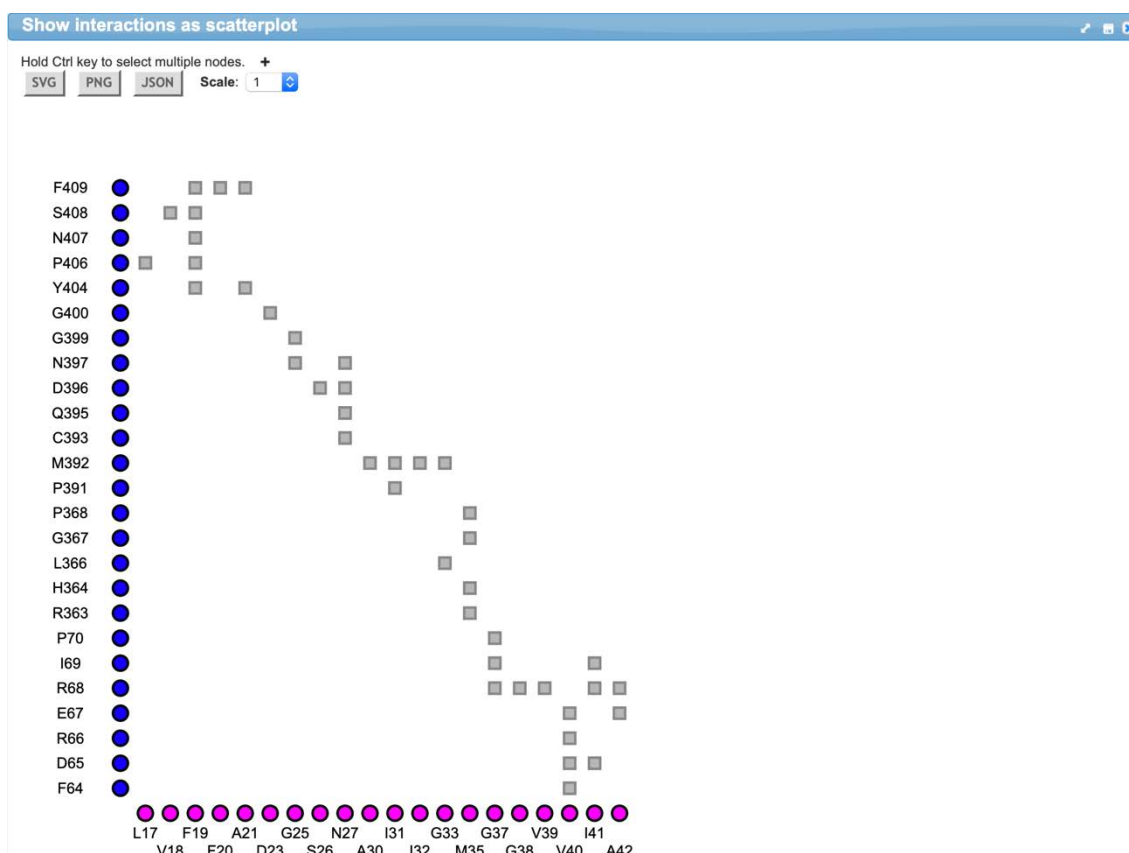 Show interactions as scatterplot
Hold Ctrl key to select multiple nodes. +
SVG PNG JSON Scale: 1
F409
S408
N407
P406
Y404
G400
G399
N397
D396
Q395
C393
M392
P391
P368
G367
L366
H364
R363
P70
I69
R68
E67
R66
D65
F64
L17 F19 A21 G25 N27 I31 G33 G37 V39 I41
V18 F20 D23 S26 A30 I32 M35 G38 V40 A42